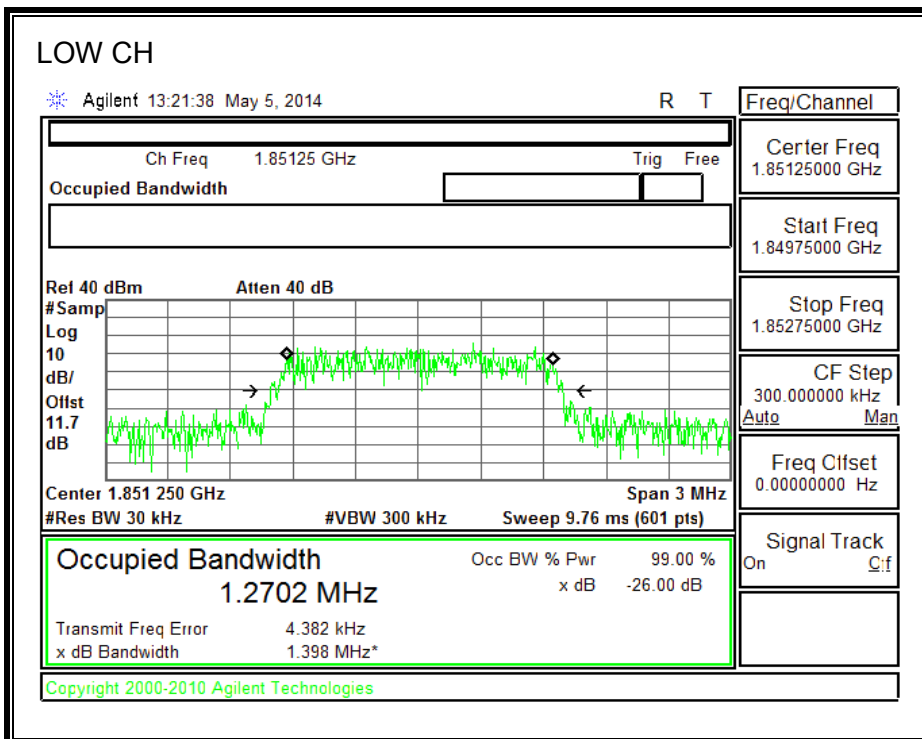 LOW CH
Agilent 13:21:38 May 5, 2014 R T
Ch Freq 1.85125 GHz Trig Free
Occupied Bandwidth
Ref 40 dBm Atten 40 dB
#Samp
Log
10
dB/
Offst
11.7
dB
Center 1.851 250 GHz Span 3 MHz
#Res BW 30 kHz #VBW 300 kHz Sweep 9.76 ms (601 pts)
Occupied Bandwidth Occ BW % Pwr 99.00 %
1.2702 MHz x dB -26.00 dB
Transmit Freq Error 4.382 kHz
x dB Bandwidth 1.398 MHz*
Copyright 2000-2010 Agilent Technologies
Freq/Channel
Center Freq
1.85125000 GHz
Start Freq
1.84975000 GHz
Stop Freq
1.85275000 GHz
CF Step
300.000000 kHz
Auto Man
Freq Offset
0.00000000 Hz
Signal Track
On Off